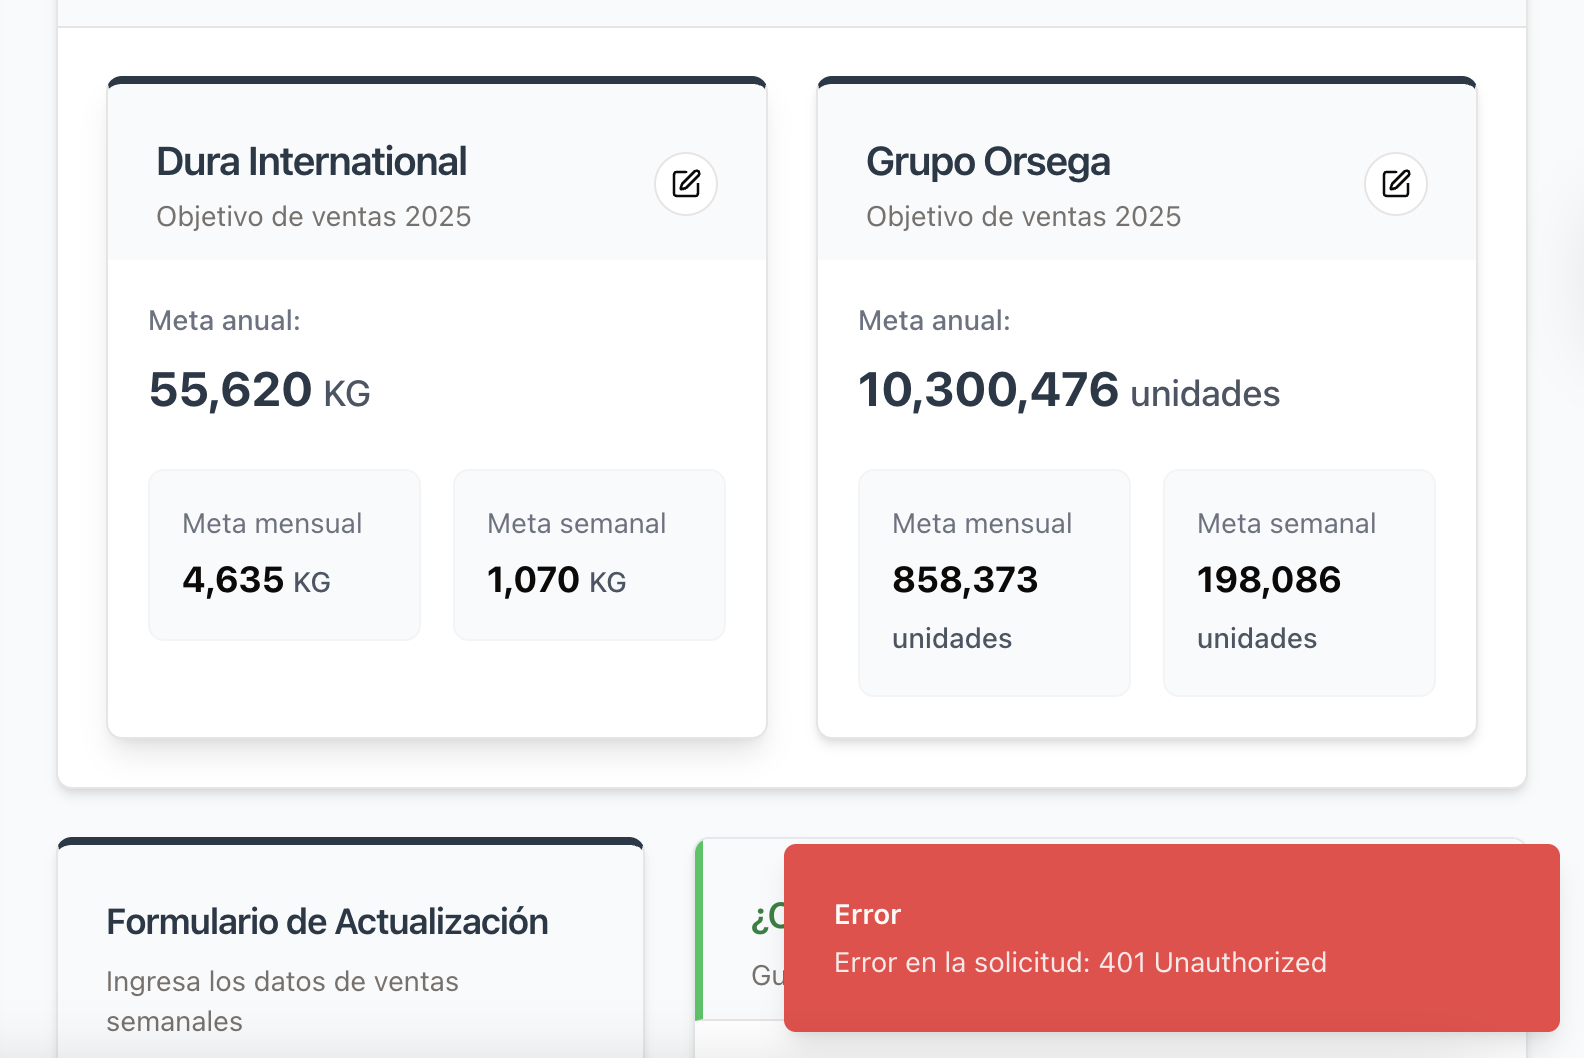 Dura International
Objetivo de ventas 2025
Meta anual:
55,620 KG
Meta mensual
4,635 KG
Meta semanal
1,070 KG
Grupo Orsega
Objetivo de ventas 2025
Meta anual:
10,300,476 unidades
Meta mensual
858,373
unidades
Meta semanal
198,086
unidades
Formulario de Actualización
Ingresa los datos de ventas
semanales
Error
Error en la solicitud: 401 Unauthorized